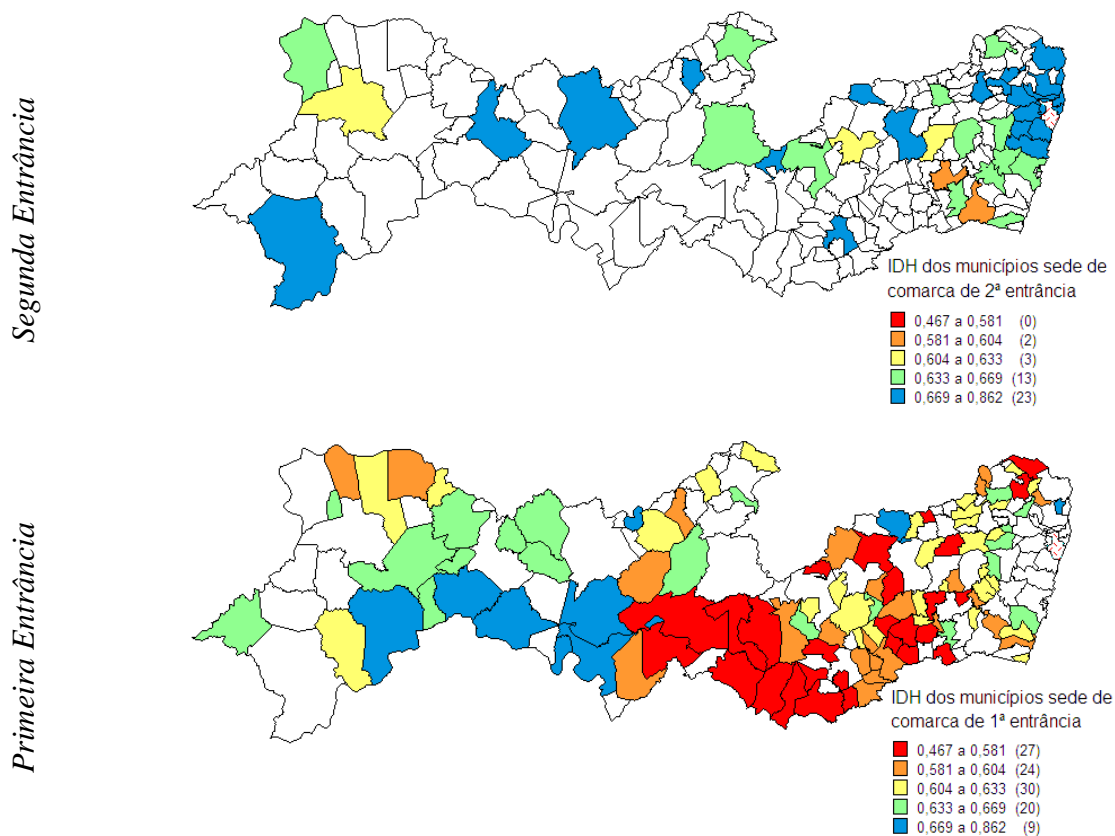 Segunda Entrância
IDH dos municípios sede de
comarca de 2ª entrância
0,467 a 0,581 (0)
0,581 a 0,604 (2)
0,604 a 0,633 (3)
0,633 a 0,669 (13)
0,669 a 0,862 (23)
Primeira Entrância
IDH dos municípios sede de
comarca de 1ª entrância
0,467 a 0,581 (27)
0,581 a 0,604 (24)
0,604 a 0,633 (30)
0,633 a 0,669 (20)
0,669 a 0,862 (9)